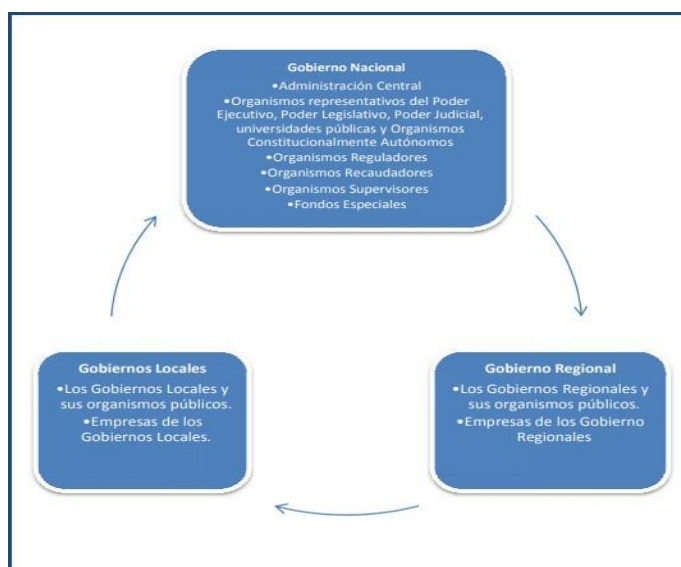 Gobierno Nacional
•Administración Central
•Organismos representativos del Poder
Ejecutivo, Poder Legislativo, Poder Judicial,
universidades públicas y Organismos
Constitucionalmente Autónomos
•Organismos Reguladores
•Organismos Recaudadores
•Organismos Supervisores
•Fondos Especiales
Gobiernos Locales
•Los Gobiernos Locales y
sus organismos públicos.
•Empresas de los
Gobiernos Locales.
Gobierno Regional
•Los Gobiernos Regionales y
sus organismos públicos.
•Empresas de los Gobierno
Regionales